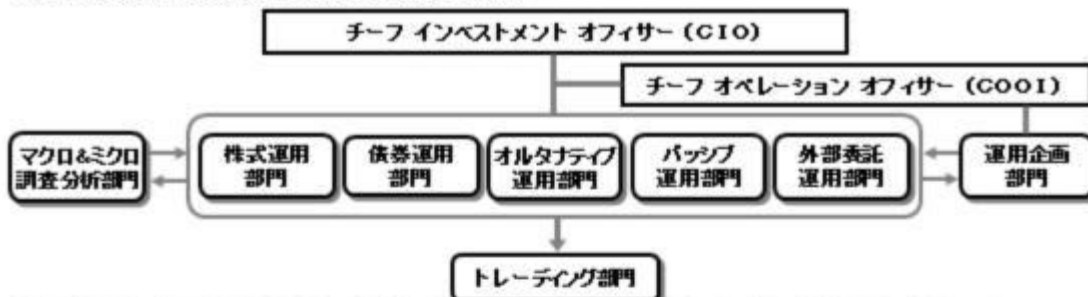 チーフ インベストメント オフィサー (CIO)
チーフ オペレーション オフィサー (COOI)
マクロ&ミクロ
調査分析部門
株式運用
部門
債券運用
部門
オルタナティブ
運用部門
パッシブ
運用部門
外部委託
運用部門
運用企画
部門
トレーディング部門